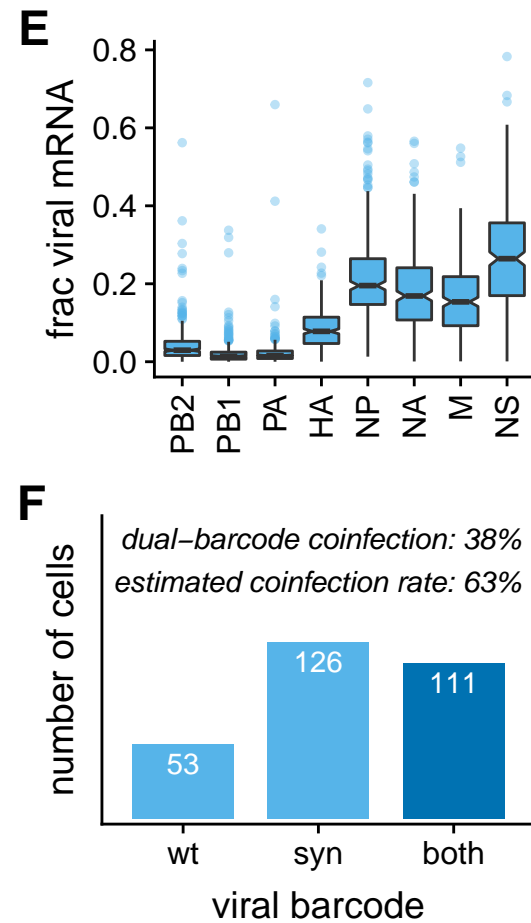 E
frac viral mRNA
0.8
0.6
0.4
0.2
0.0
PB2
PB1
PA
HA
NP
NA
M
NS
F
dual−barcode coinfection: 38%
estimated coinfection rate: 63%
number of cells
53
126
111
wt
syn
both
viral barcode